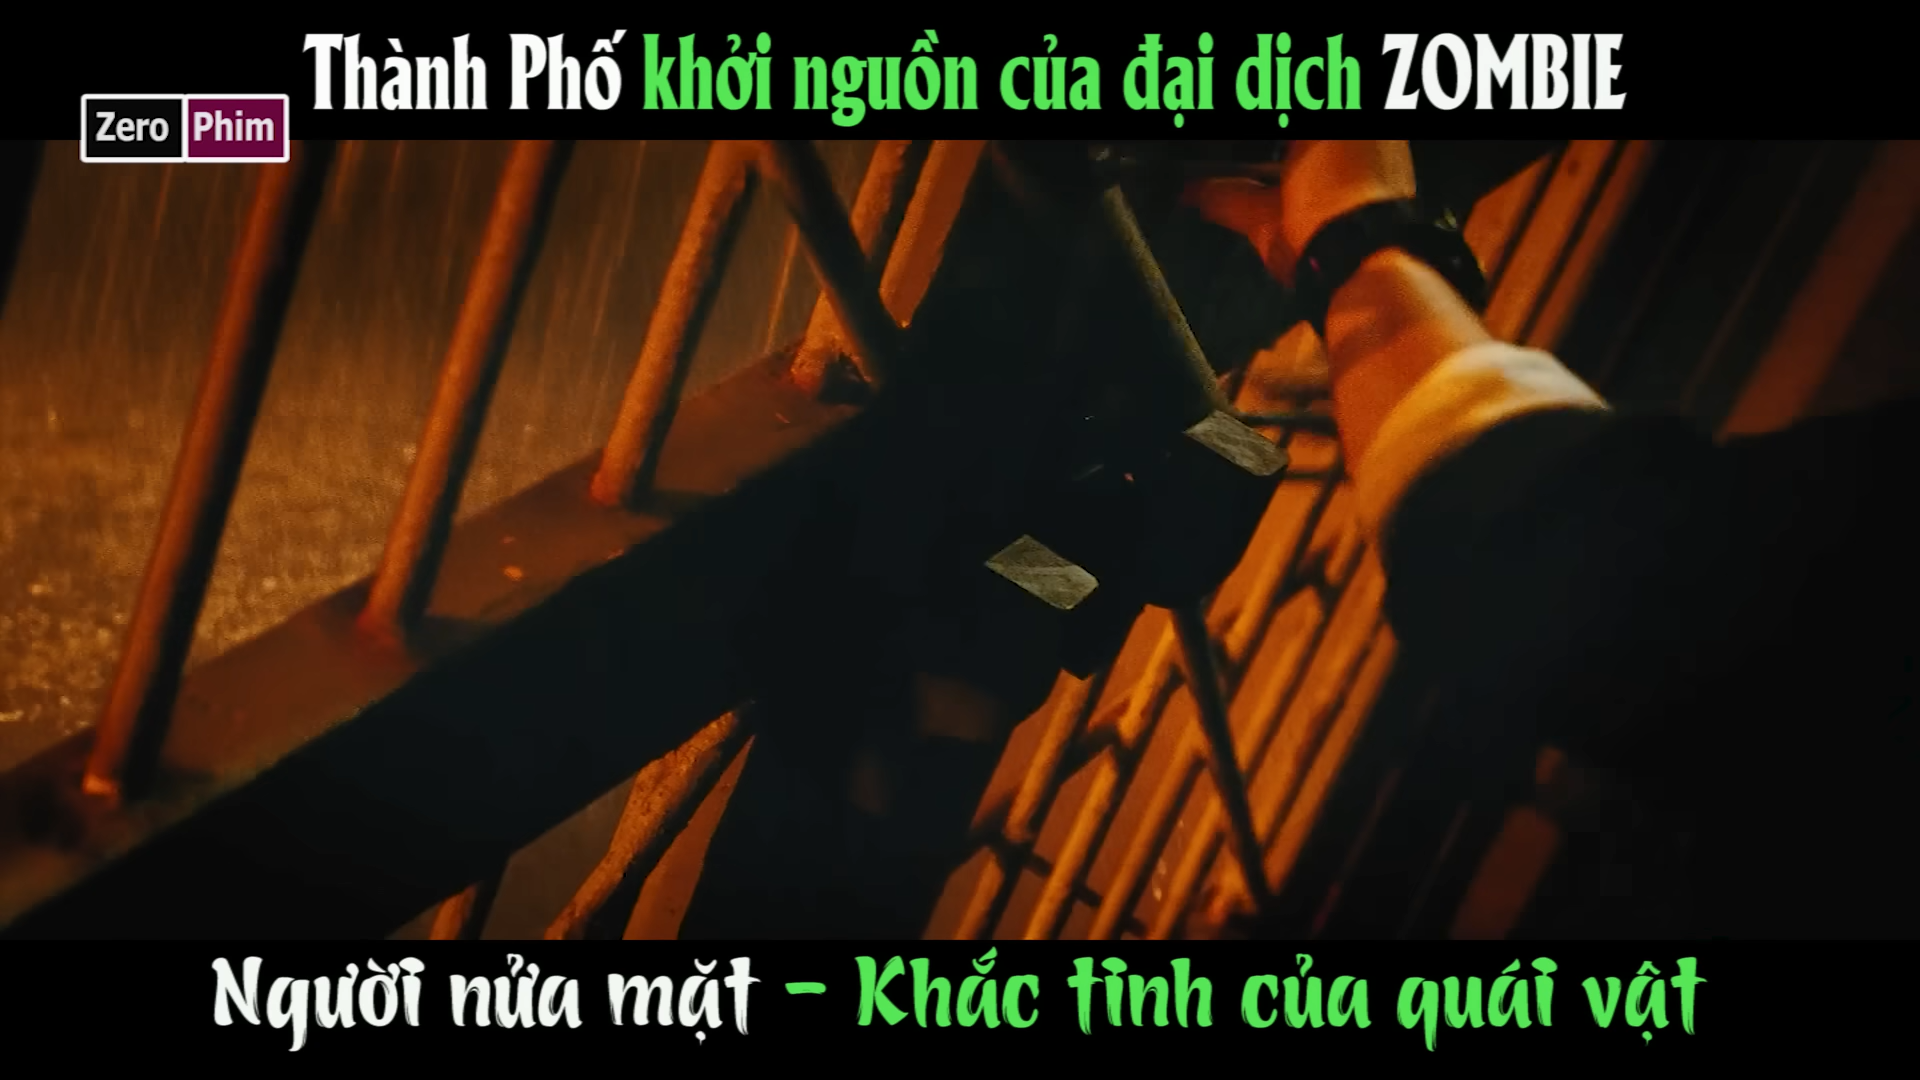 Thành Phố khởi nguồn của đại dịch ZOMBIE
Zero Phim
Người nửa mặt - Khắc tinh của quái vật